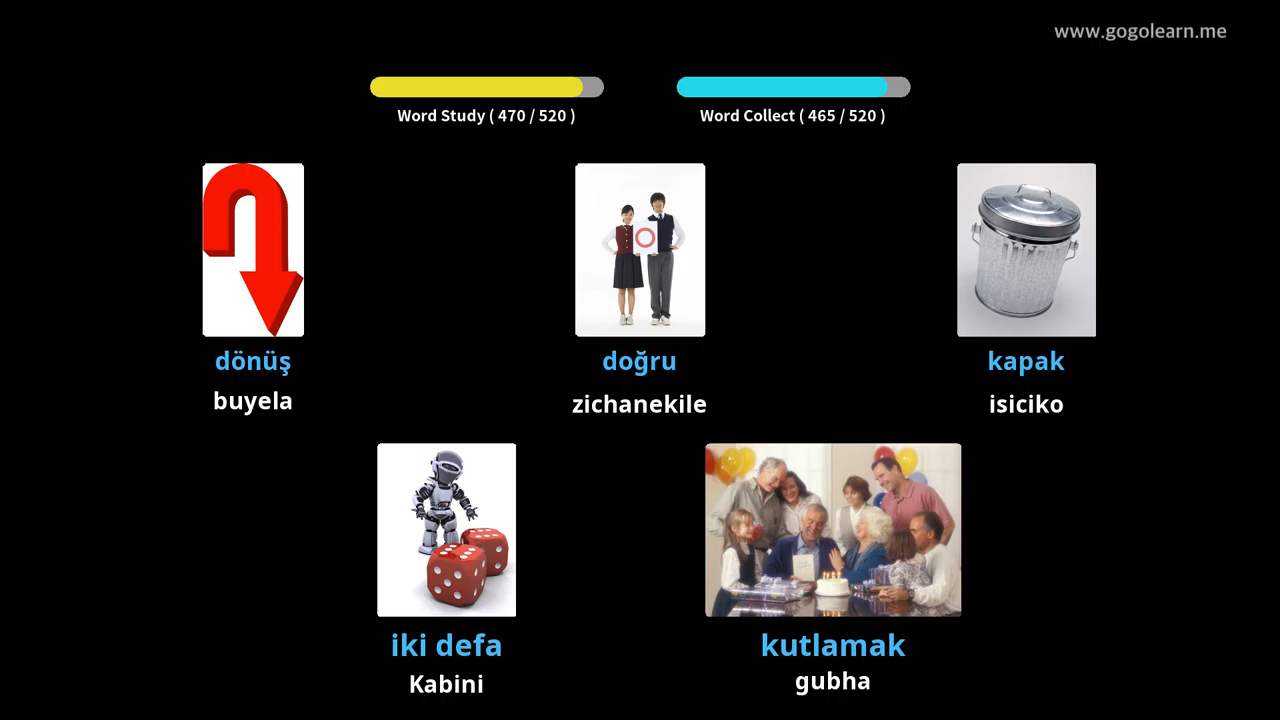 www.gogolearn.me
Word Study ( 470 / 520 )
Word Collect ( 465 / 520 )
dönüş
buyela
doğru
zichanekile
kapak
isiciko
iki defa
Kabini
kutlamak
gubha